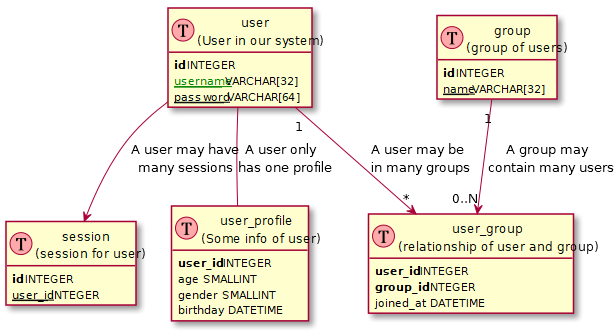 T user
(User in our system)
id INTEGER
username VARCHAR[32]
password VARCHAR[64]
T group
(group of users)
id INTEGER
name VARCHAR[32]
1
1
A user may have
many sessions
A user only
has one profile
A user may be
in many groups
A group may
contain many users
*
0..N
T session
(session for user)
id INTEGER
user_id INTEGER
T user_profile
(Some info of user)
user_id INTEGER
age SMALLINT
gender SMALLINT
birthday DATETIME
T user_group
(relationship of user and group)
user_id INTEGER
group_id INTEGER
joined_at DATETIME